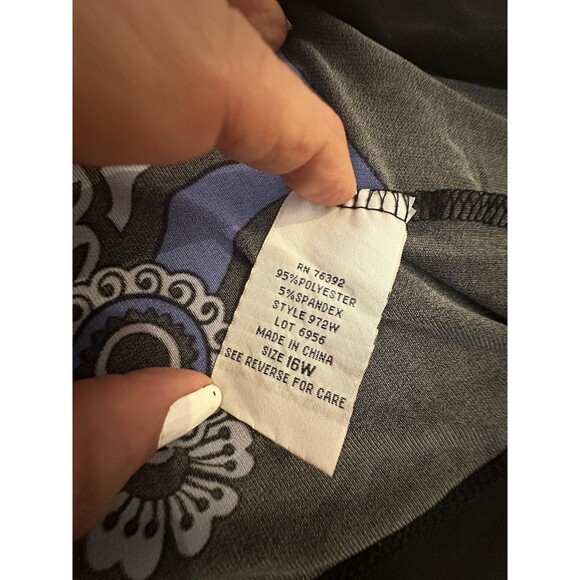 RN 76392
95%POLYESTER
5%SPANDEX
STYLE 972W
LOT 6956
MADE IN CHINA
SIZE 16W
SEE REVERSE FOR CARE